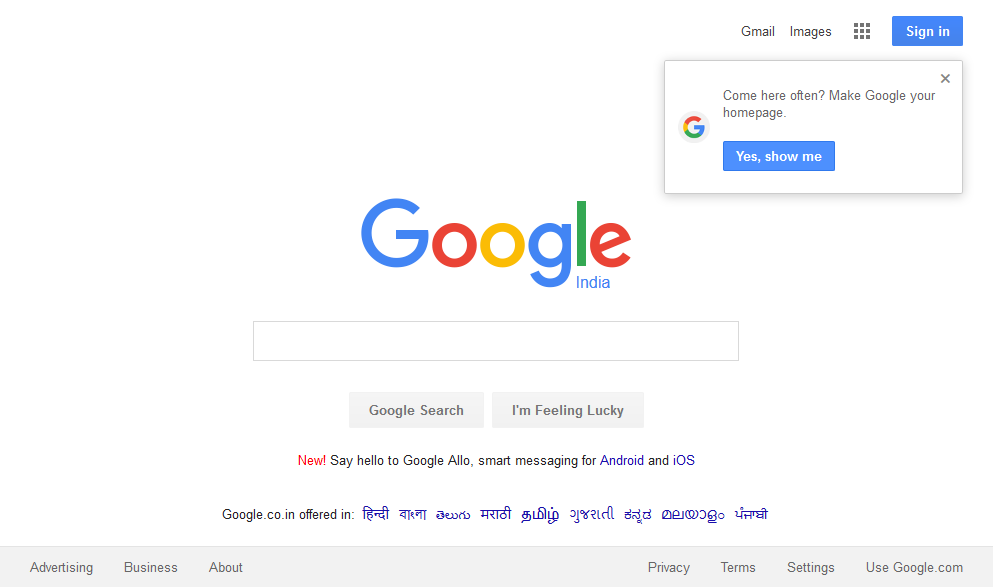 Gmail Images Sign in
Come here often? Make Google your
homepage.
Yes, show me
Google
India
Google Search I'm Feeling Lucky
New! Say hello to Google Allo, smart messaging for Android and iOS
Google.co.in offered in: हिन्दी বাংলা తెలుగు मराठी தமிழ் ગુજરાતી ಕನ್ನಡ മലയാളം ਪੰਜਾਬੀ
Advertising Business About Privacy Terms Settings Use Google.com